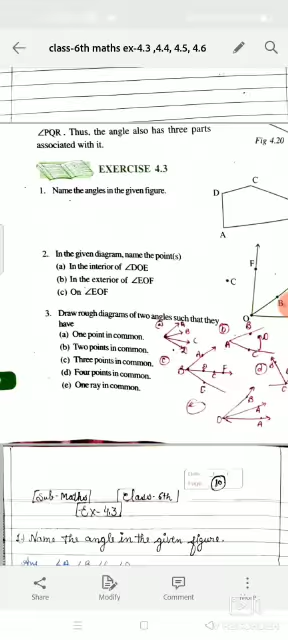 class-6th maths ex-4.3 ,4.4, 4.5, 4.6
∠PQR. Thus, the angle also has three parts
associated with it.
Fig 4.20
EXERCISE 4.3
1. Name the angles in the given figure.
D
C
A
2. In the given diagram, name the point(s)
(a) In the interior of ∠DOE
(b) In the exterior of ∠EOF
(c) On ∠EOF
F
C
B
O
3. Draw rough diagrams of two angles such that they
have
(a) One point in common.
(b) Two points in common.
(c) Three points in common.
(d) Four points in common.
(e) One ray in common.
Sub-Maths
Class-6th
Ex-4.3
Page: 10
1.) Name the angle in the given figure.
Share
Modify
Comment
More